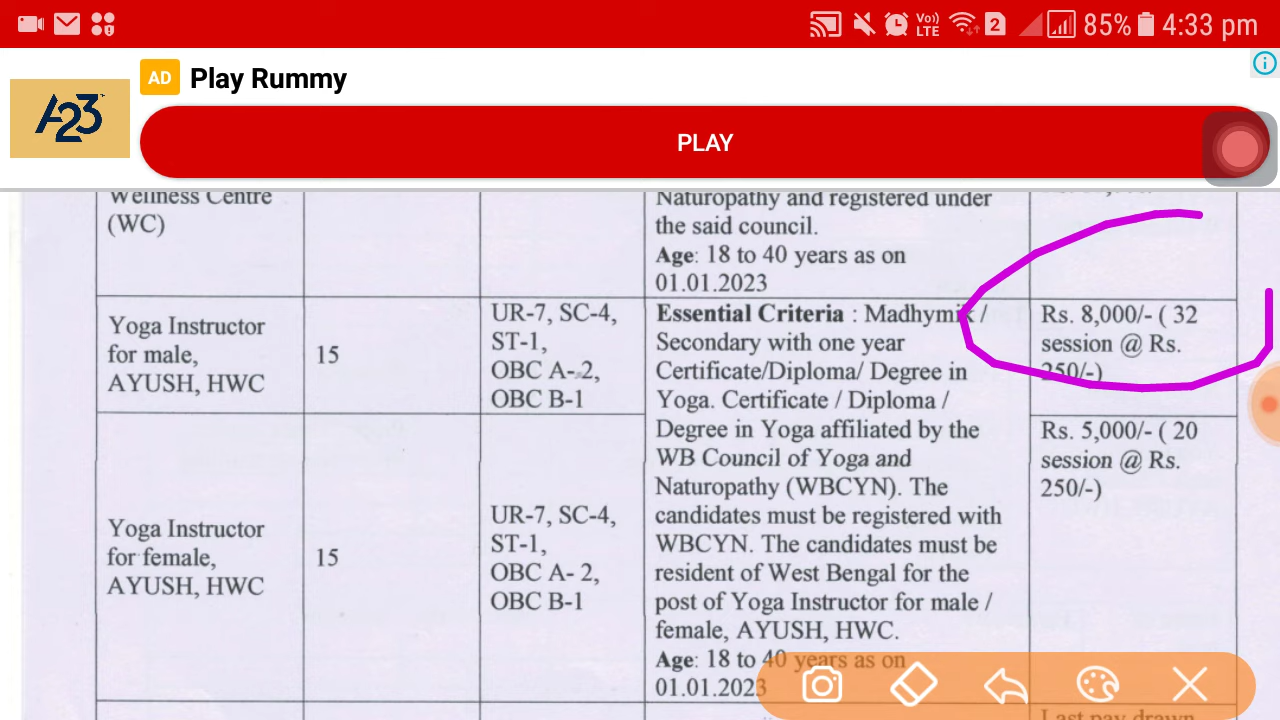 Vo))
LTE
2
85%
4:33 pm
A23
AD
Play Rummy
PLAY
Wellness Centre
(WC)
Naturopathy and registered under
the said council.
Age: 18 to 40 years as on
01.01.2023
Yoga Instructor
for male,
AYUSH, HWC
15
UR-7, SC-4,
ST-1,
OBC A-2,
OBC B-1
Essential Criteria : Madhymik /
Secondary with one year
Certificate/Diploma/ Degree in
Yoga. Certificate / Diploma /
Degree in Yoga affiliated by the
WB Council of Yoga and
Naturopathy (WBCYN). The
candidates must be registered with
WBCYN. The candidates must be
resident of West Bengal for the
post of Yoga Instructor for male /
female, AYUSH, HWC.
Age: 18 to 40 years as on
01.01.2023
Rs. 8,000/- ( 32
session @ Rs.
250/-)
Yoga Instructor
for female,
AYUSH, HWC
15
UR-7, SC-4,
ST-1,
OBC A- 2,
OBC B-1
Rs. 5,000/- ( 20
session @ Rs.
250/-)
Last pay drawn